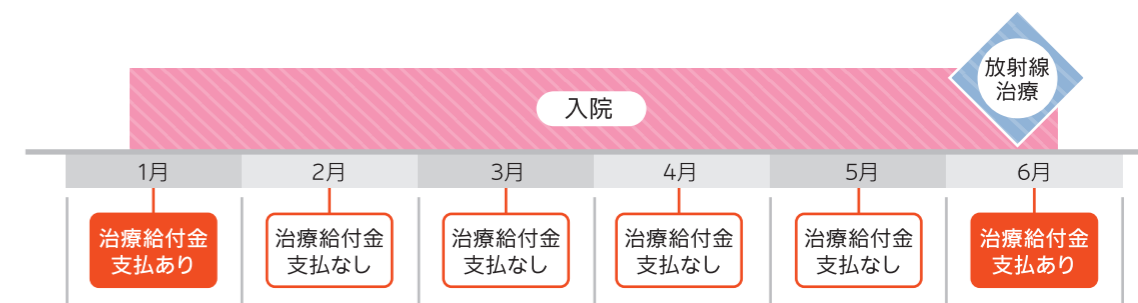 放射線
治療
入院
1月
2月
3月
4月
5月
6月
治療給付金
支払あり
治療給付金
支払なし
治療給付金
支払なし
治療給付金
支払なし
治療給付金
支払なし
治療給付金
支払あり